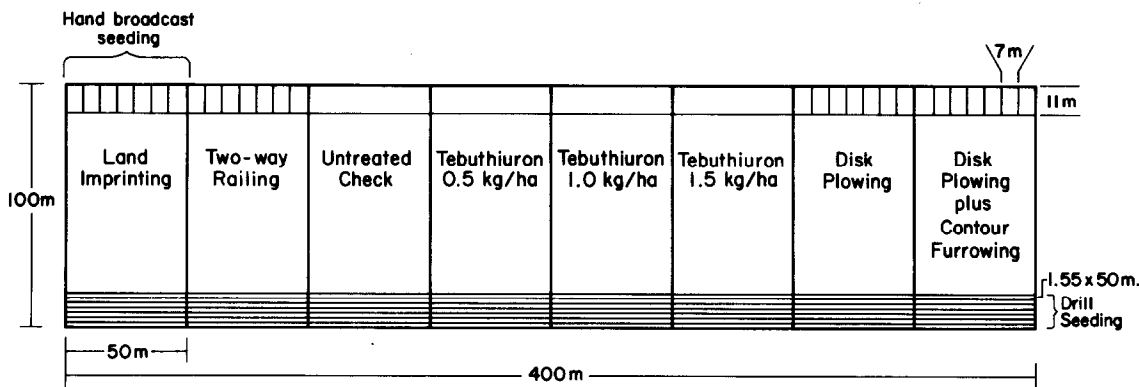 Hand broadcast
seeding
7m
11m
100m
Land
Imprinting
Two-way
Railing
Untreated
Check
Tebuthiuron
0.5 kg/ha
Tebuthiuron
1.0 kg/ha
Tebuthiuron
1.5 kg/ha
Disk
Plowing
Disk
Plowing
plus
Contour
Furrowing
1.55 x 50m.
Drill
Seeding
50m
400m